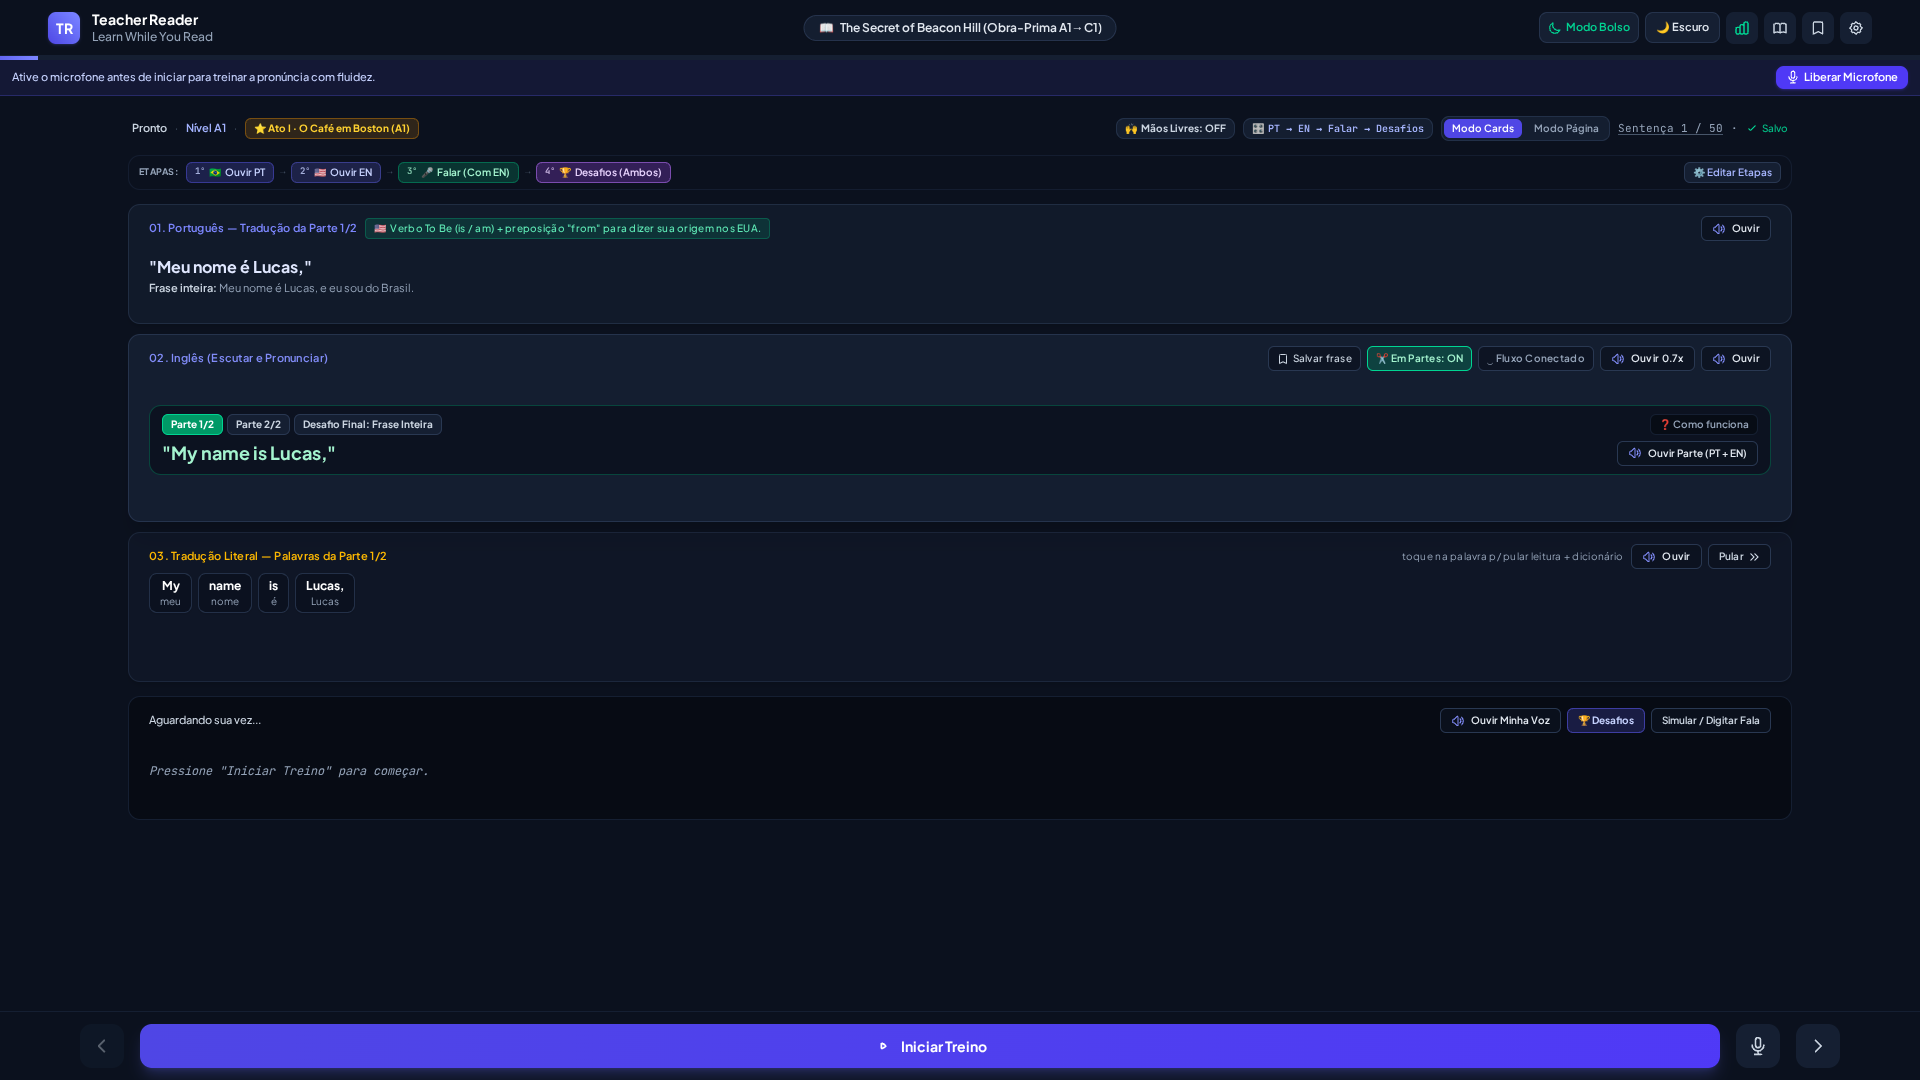 TR
TeacherReader
Learn While You Read
📖 The Secret of Beacon Hill (Obra-Prima A1→C1)
Modo Bolso
🌙 Escuro
Ative o microfone antes de iniciar para treinar a pronúncia com fluidez.
Liberar Microfone
Pronto · Nível A1 · ⭐ Ato I · O Café em Boston (A1)
🙌 Mãos Livres: OFF
🎛️ PT → EN → Falar → Desafios
Modo Cards
Modo Página
Sentença 1 / 50 · ✓ Salvo
ETAPAS: 1° 🇧🇷 Ouvir PT → 2° 🇺🇸 Ouvir EN → 3° 🎤 Falar (Com EN) → 4° 🏆 Desafios (Ambos)
⚙️ Editar Etapas
01. Português — Tradução da Parte 1/2
🇺🇸 Verbo To Be (is / am) + preposição "from" para dizer sua origem nos EUA.
Ouvir
"Meu nome é Lucas,"
Frase inteira: Meu nome é Lucas, e eu sou do Brasil.
02. Inglês (Escutar e Pronunciar)
Salvar frase
✂️ Em Partes: ON
‿ Fluxo Conectado
Ouvir 0.7x
Ouvir
Parte 1/2
Parte 2/2
Desafio Final: Frase Inteira
❓ Como funciona
"My name is Lucas,"
Ouvir Parte (PT + EN)
03. Tradução Literal — Palavras da Parte 1/2
toque na palavra p/ pular leitura + dicionário
Ouvir
Pular
My name is Lucas,
meu nome é Lucas
Aguardando sua vez...
Ouvir Minha Voz
🏆 Desafios
Simular / Digitar Fala
Pressione "Iniciar Treino" para começar.
Iniciar Treino